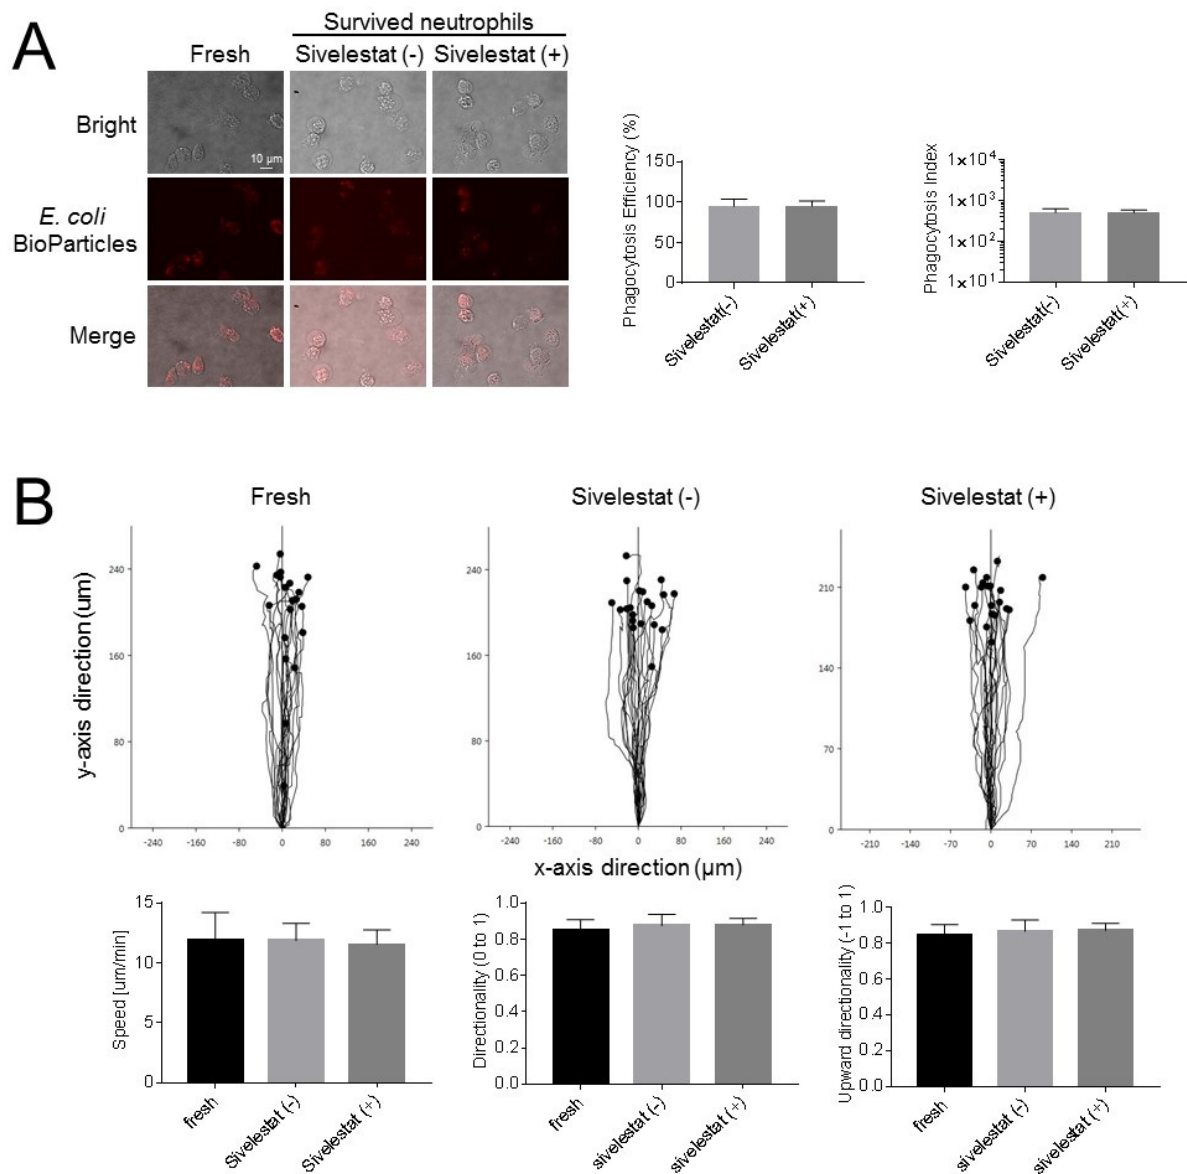 A
Survived neutrophils
Fresh
Sivelestat (-)
Sivelestat (+)
Bright
10 µm
E. coli
BioParticles
Merge
Phagocytosis Efficiency (%)
150
100
50
0
Sivelestat(-)
Sivelestat(+)
Phagocytosis Index
1×10⁴
1×10³
1×10²
1×10¹
Sivelestat(-)
Sivelestat(+)
B
Fresh
Sivelestat (-)
Sivelestat (+)
y-axis direction (um)
240
160
80
0
-240 -160 -80 0 80 160 240
240
160
80
0
-240 -160 -80 0 80 160 240
210
140
70
0
-210 -140 -70 0 70 140 210
x-axis direction (µm)
Speed [um/min]
15
10
5
0
fresh
Sivelestat (-)
Sivelestat (+)
Directionality (0 to 1)
1.0
0.8
0.6
0.4
0.2
0.0
fresh
sivelestat (-)
sivelestat (+)
Upward directionality (-1 to 1)
1.0
0.8
0.6
0.4
0.2
0.0
fresh
sivelestat (-)
sivelestat (+)